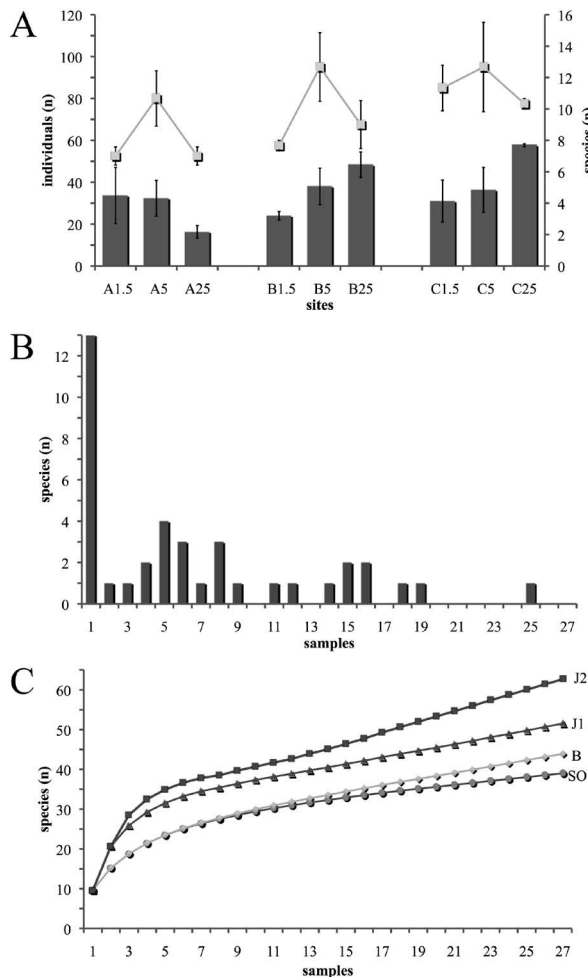 A
120 16
100 14
80 12
60 10
40 8
20 6
0 4
2
0
individuals (n)
species (n)
A1.5 A5 A25 B1.5 B5 B25 C1.5 C5 C25
sites
B
12
10
8
6
4
2
0
species (n)
1 3 5 7 9 11 13 15 17 19 21 23 25 27
samples
C
60
50
40
30
20
10
0
species (n)
J2
J1
B
SO
1 3 5 7 9 11 13 15 17 19 21 23 25 27
samples